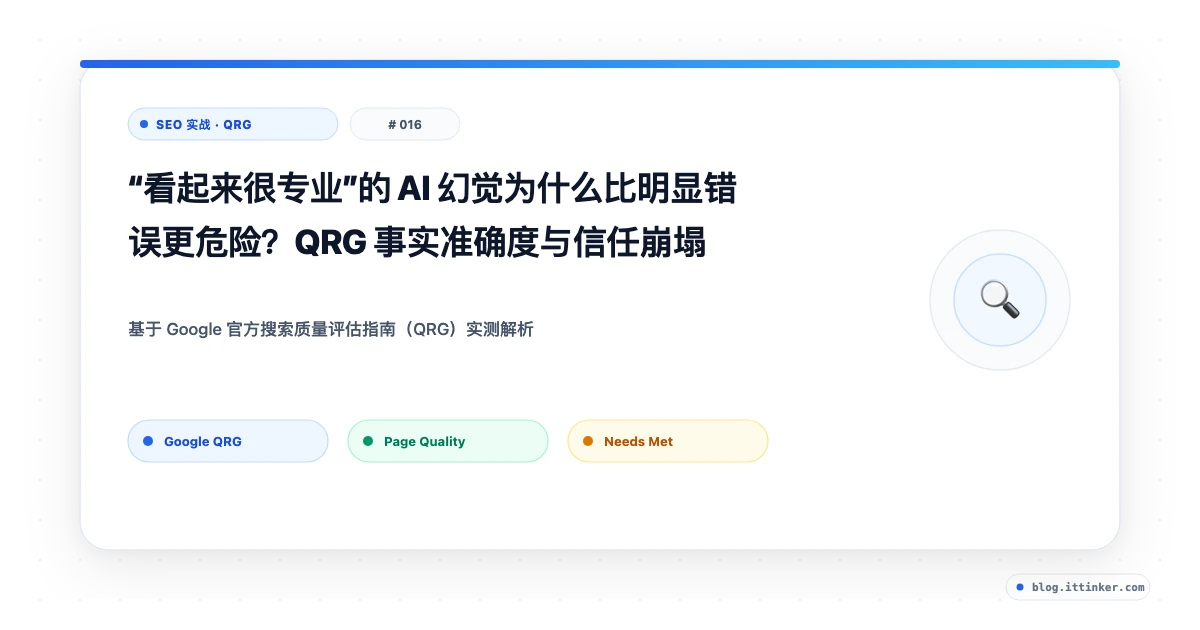 SEO 实战 · QRG
# 016
“看起来很专业”的 AI 幻觉为什么比明显错
误更危险？QRG 事实准确度与信任崩塌
基于 Google 官方搜索质量评估指南（QRG）实测解析
Google QRG
Page Quality
Needs Met
blog.ittinker.com